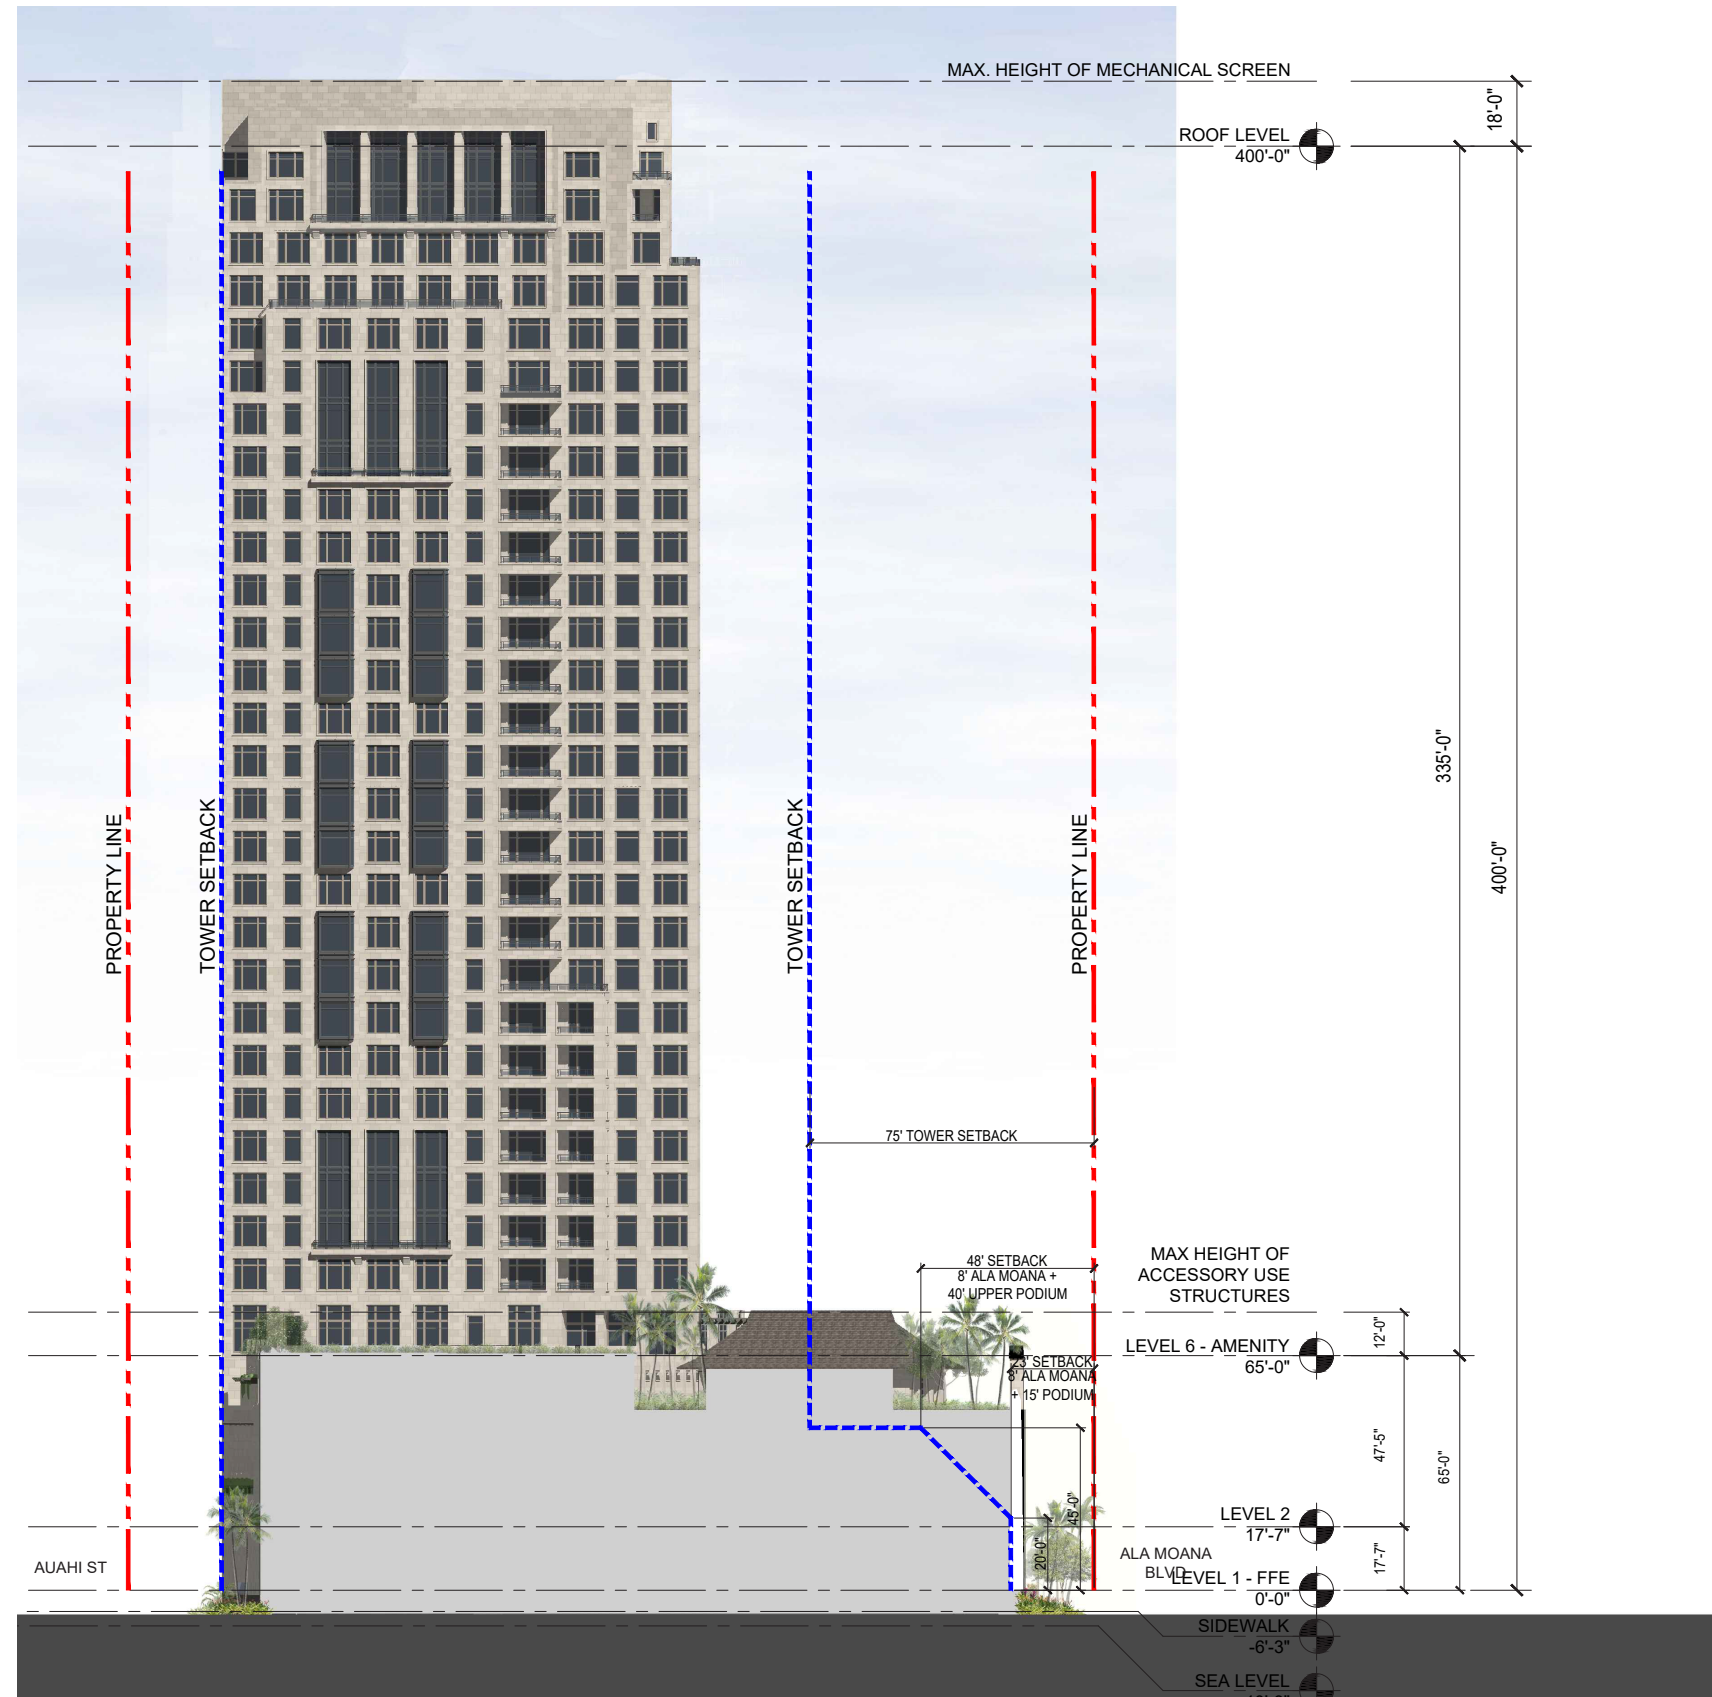 MAX. HEIGHT OF MECHANICAL SCREEN
18'-0"
ROOF LEVEL
400'-0"
335'-0"
400'-0"
PROPERTY LINE
TOWER SETBACK
TOWER SETBACK
PROPERTY LINE
75' TOWER SETBACK
48' SETBACK
8' ALA MOANA +
40' UPPER PODIUM
MAX HEIGHT OF
ACCESSORY USE
STRUCTURES
12'-0"
LEVEL 6 - AMENITY
65'-0"
23' SETBACK
8' ALA MOANA
+ 15' PODIUM
47'-5"
65'-0"
45'-0"
20'-0"
LEVEL 2
17'-7"
17'-7"
AUAHI ST
ALA MOANA
BLVD
LEVEL 1 - FFE
0'-0"
SIDEWALK
-6'-3"
SEA LEVEL